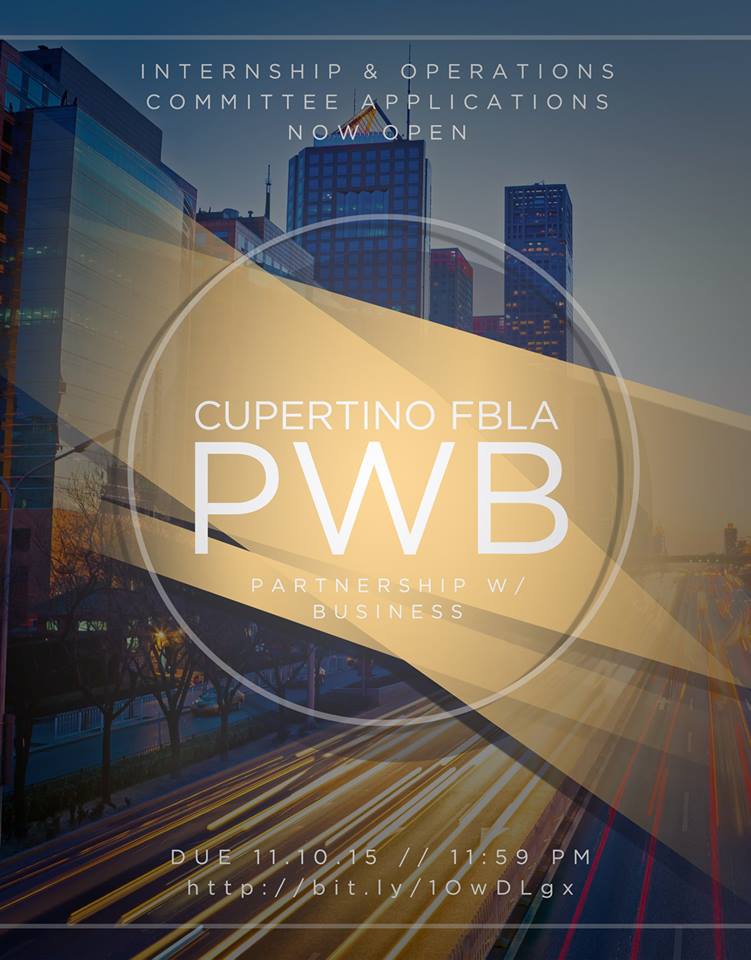 INTERNSHIP & OPERATIONS
COMMITTEE APPLICATIONS
NOW OPEN
CUPERTINO FBLA
PWB
PARTNERSHIP W/
BUSINESS
DUE 11.10.15 // 11:59 PM
http://bit.ly/1OwDLgx